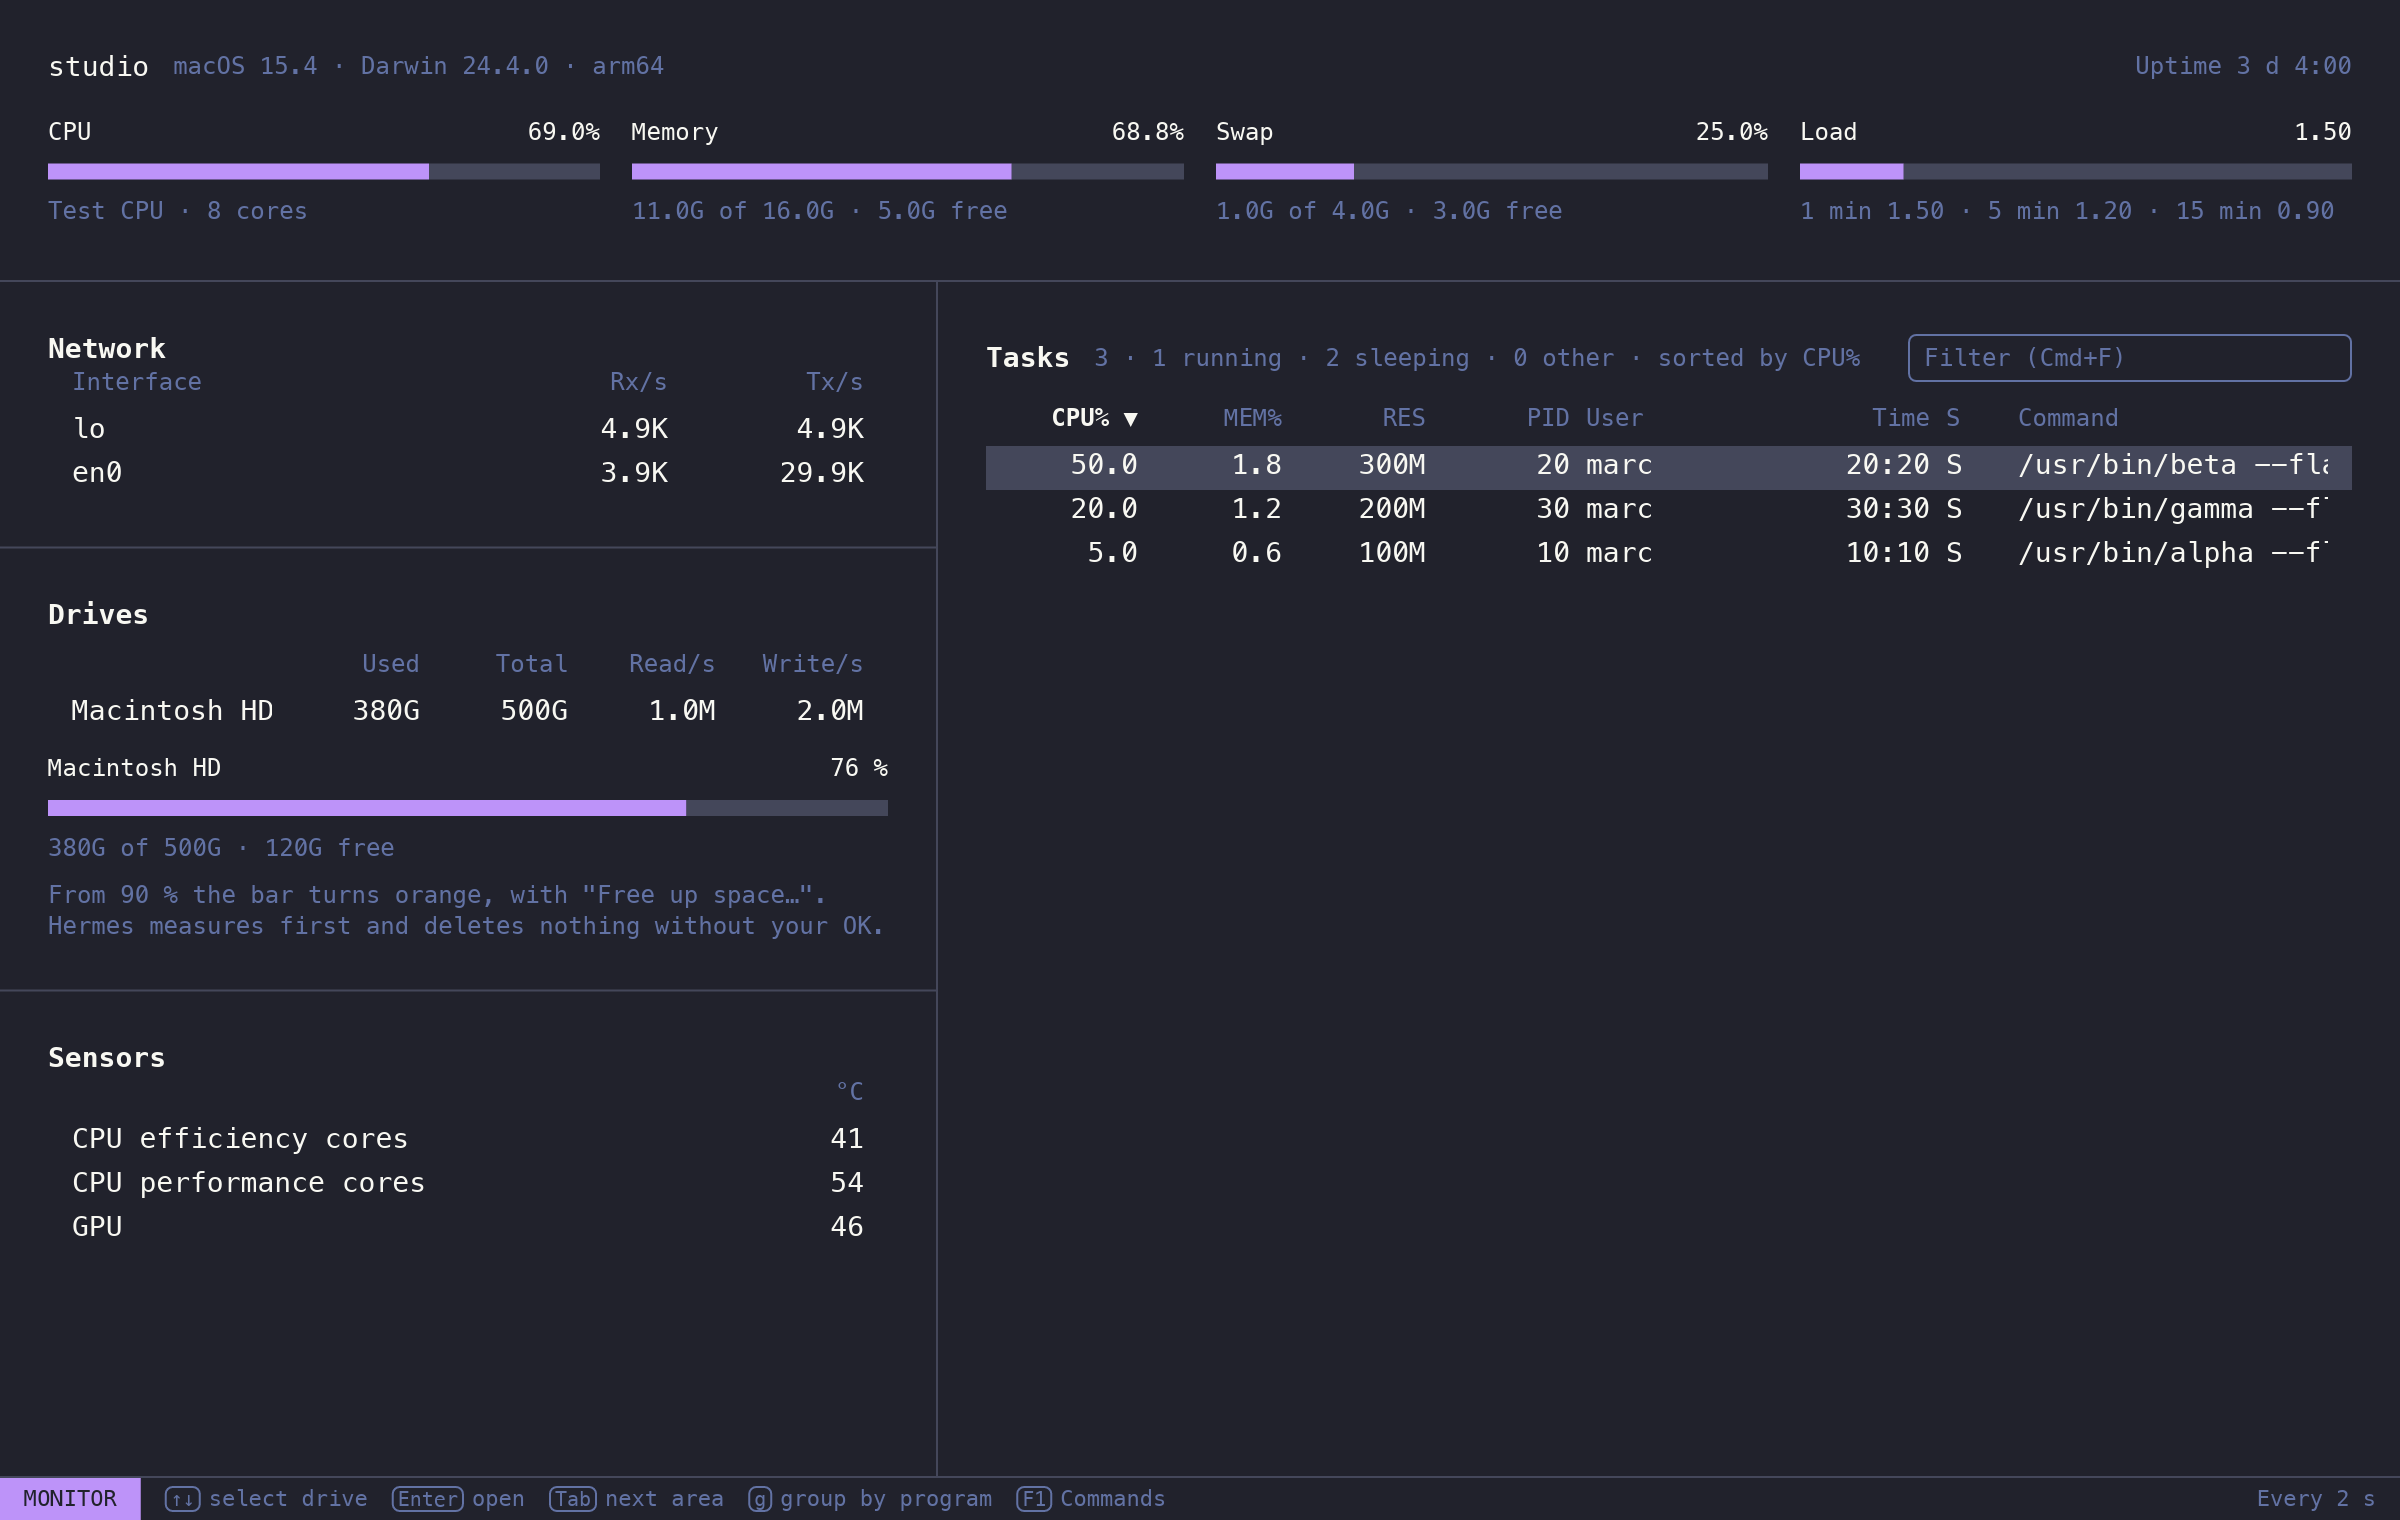 studio macOS 15.4 · Darwin 24.4.0 · arm64 Uptime 3 d 4:00
CPU 69.0% Memory 68.8% Swap 25.0% Load 1.50
Test CPU · 8 cores 11.0G of 16.0G · 5.0G free 1.0G of 4.0G · 3.0G free 1 min 1.50 · 5 min 1.20 · 15 min 0.90
Network
Interface Rx/s Tx/s
lo 4.9K 4.9K
en0 3.9K 29.9K
Drives
Used Total Read/s Write/s
Macintosh HD 380G 500G 1.0M 2.0M
Macintosh HD 76 %
380G of 500G · 120G free
From 90 % the bar turns orange, with "Free up space…".
Hermes measures first and deletes nothing without your OK.
Sensors
°C
CPU efficiency cores 41
CPU performance cores 54
GPU 46
Tasks 3 · 1 running · 2 sleeping · 0 other · sorted by CPU% Filter (Cmd+F)
CPU% ▼ MEM% RES PID User Time S Command
50.0 1.8 300M 20 marc 20:20 S /usr/bin/beta
20.0 1.2 200M 30 marc 30:30 S /usr/bin/gamma
5.0 0.6 100M 10 marc 10:10 S /usr/bin/alpha
MONITOR ↑↓ select drive Enter open Tab next area g group by program F1 Commands Every 2 s